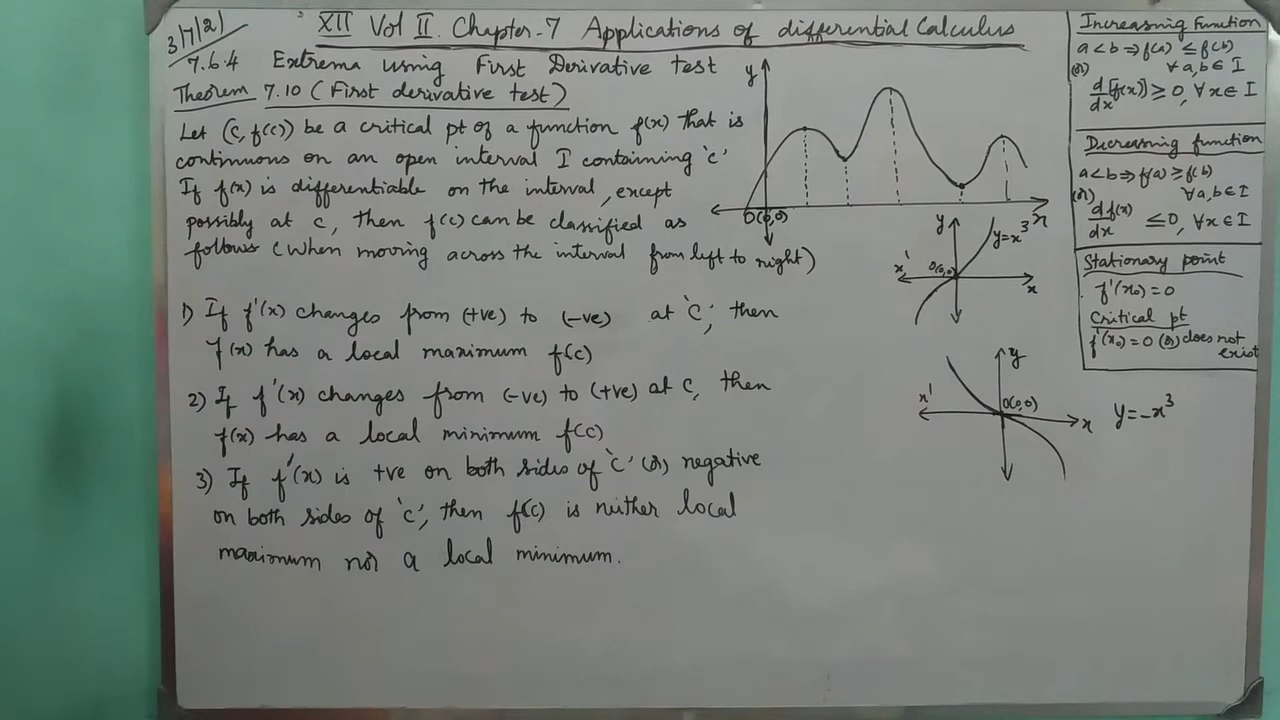 3/7/21
XII Vol II. Chapter-7 Applications of differential Calculus
7.6.4 Extrema using First Derivative test
Theorem 7.10 (First derivative test)
Let (c, f(c)) be a critical pt of a function f(x) that is
continuous on an open interval I containing 'c'
If f(x) is differentiable on the interval, except
possibly at c, then f(c) can be classified as
follows (when moving across the interval from left to right)
1) If f'(x) changes from (+ve) to (-ve) at 'c', then
f(x) has a local maximum f(c)
2) If f'(x) changes from (-ve) to (+ve) at c, then
f(x) has a local minimum f(c)
3) If f'(x) is +ve on both sides of 'c' (or) negative
on both sides of 'c', then f(c) is neither local
maximum nor a local minimum.
y
O(0,0)
x
y
y=x³
x'
O(0,0)
x
y
x'
O(0,0)
x
y=-x³
Increasing Function
a<b ⇒ f(a) ≤ f(b)
(or) ∀ a,b ∈ I
d/dx [f(x)] ≥ 0, ∀ x ∈ I
Decreasing function
a<b ⇒ f(a) ≥ f(b)
(or) ∀ a,b ∈ I
d f(x)/dx ≤ 0, ∀ x ∈ I
Stationary point
f'(x₀) = 0
Critical pt
f'(x₀) = 0 (or) does not
exist